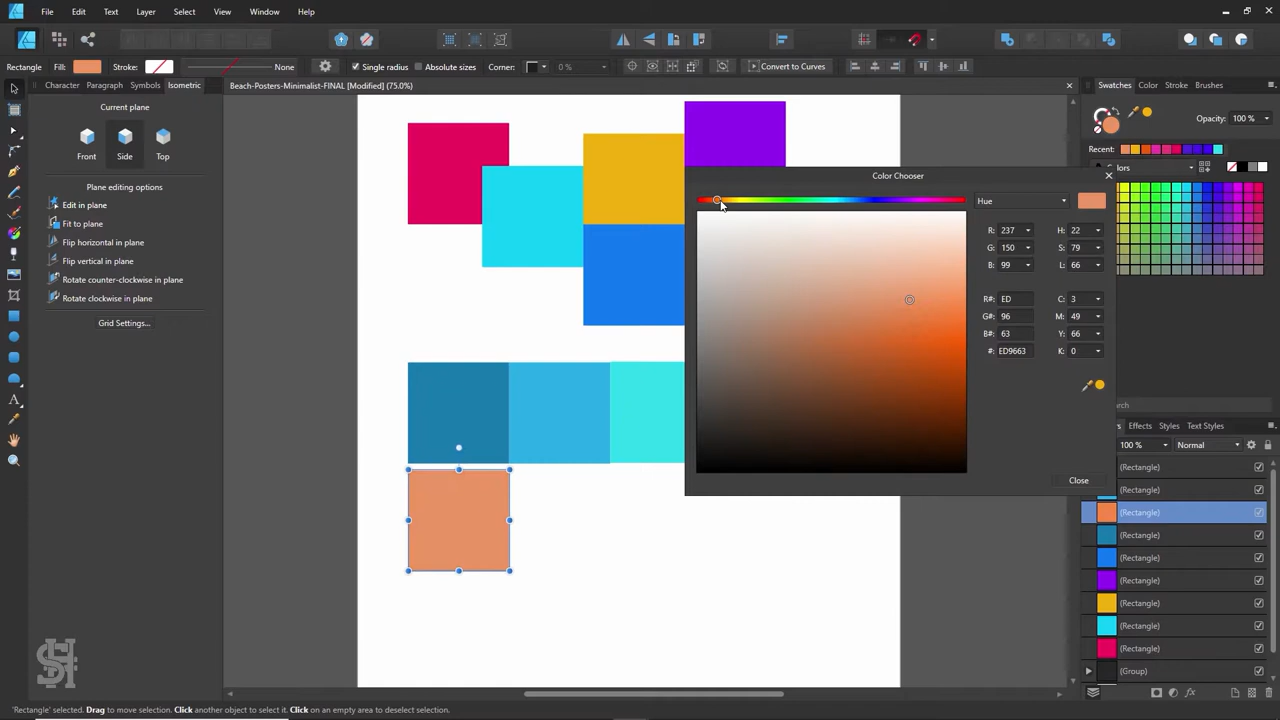 File Edit Text Layer Select View Window Help
Rectangle Fill: Stroke: None Single radius Absolute sizes Corner: 0 % Convert to Curves
Character Paragraph Symbols Isometric
Beach-Posters-Minimalist-FINAL [Modified] (75.0%)
Swatches Color Stroke Brushes
Current plane
Front Side Top
Plane editing options
Edit in plane
Fit to plane
Flip horizontal in plane
Flip vertical in plane
Rotate counter-clockwise in plane
Rotate clockwise in plane
Grid Settings...
Opacity: 100 %
Recent:
Color Chooser
Hue
R: 237 H: 22
G: 150 S: 79
B: 99 L: 66
R#: ED C: 3
G#: 96 M: 49
B#: 63 Y: 66
#: ED9663 K: 0
Close
Effects Styles Text Styles
100 % Normal
(Rectangle)
(Rectangle)
(Rectangle)
(Rectangle)
(Rectangle)
(Rectangle)
(Rectangle)
(Rectangle)
(Rectangle)
(Group)
'Rectangle' selected. Drag to move selection. Click another object to select it. Click on an empty area to deselect selection.